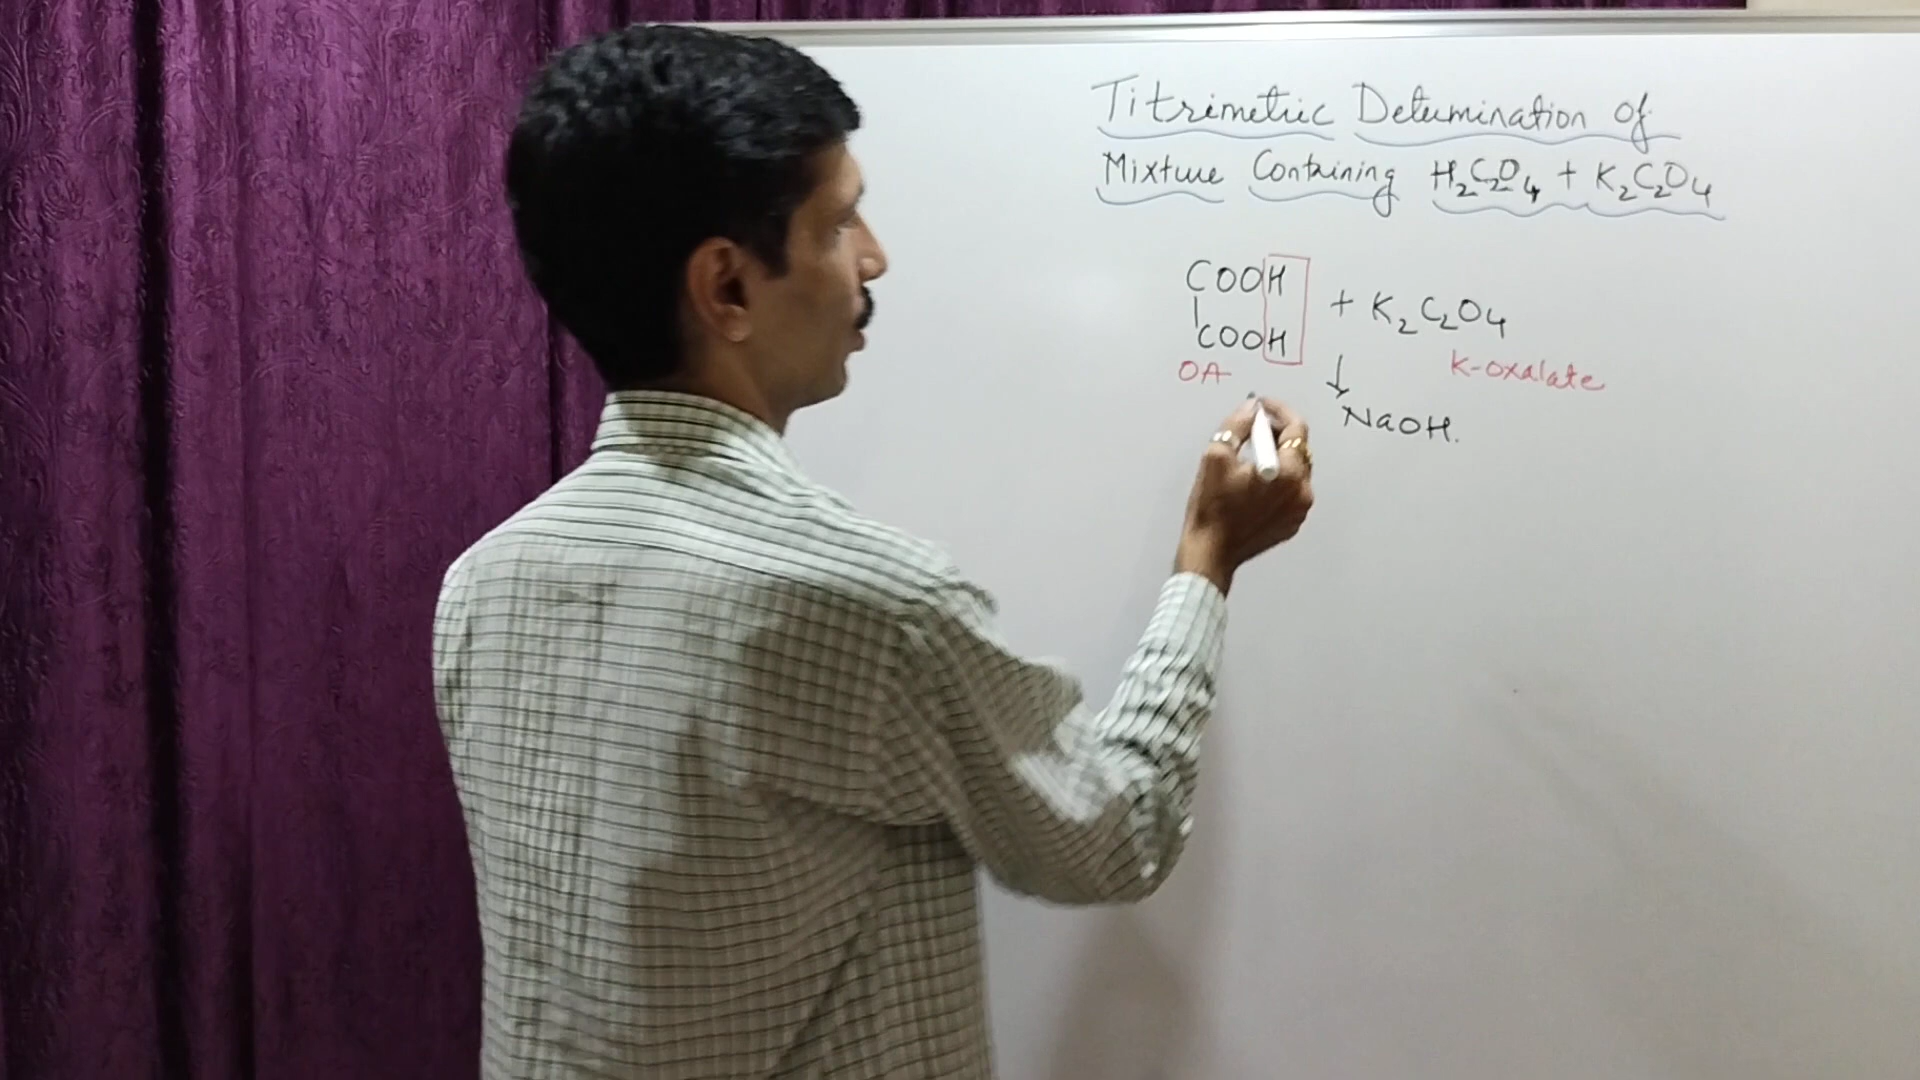 Titrimetric Determination of
Mixture Containing H₂C₂O₄ + K₂C₂O₄
COOH
|
COOH
+ K₂C₂O₄
OA
K-oxalate
↓
NaOH.